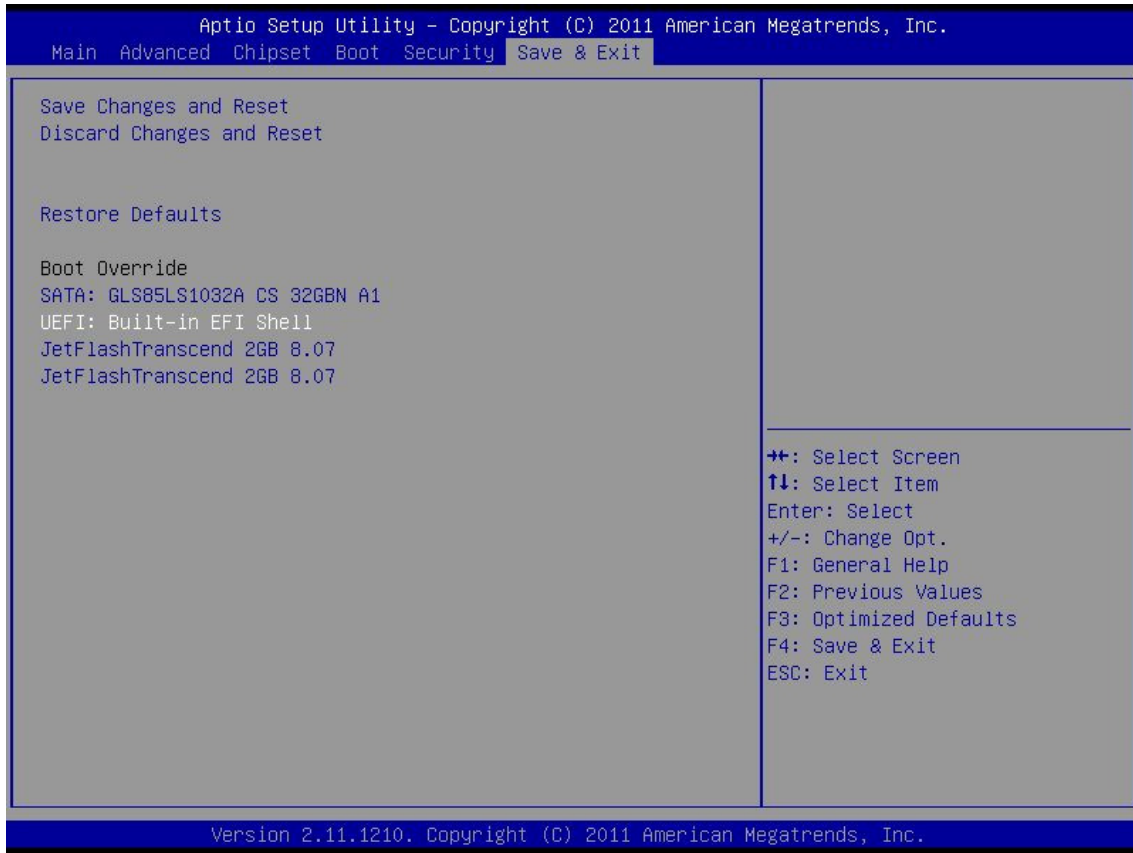 Aptio Setup Utility – Copyright (C) 2011 American Megatrends, Inc.
Main Advanced Chipset Boot Security Save & Exit
Save Changes and Reset
Discard Changes and Reset
Restore Defaults
Boot Override
SATA: GLS85LS1032A CS 32GBN A1
UEFI: Built-in EFI Shell
JetFlashTranscend 2GB 8.07
JetFlashTranscend 2GB 8.07
→←: Select Screen
↑↓: Select Item
Enter: Select
+/-: Change Opt.
F1: General Help
F2: Previous Values
F3: Optimized Defaults
F4: Save & Exit
ESC: Exit
Version 2.11.1210. Copyright (C) 2011 American Megatrends, Inc.